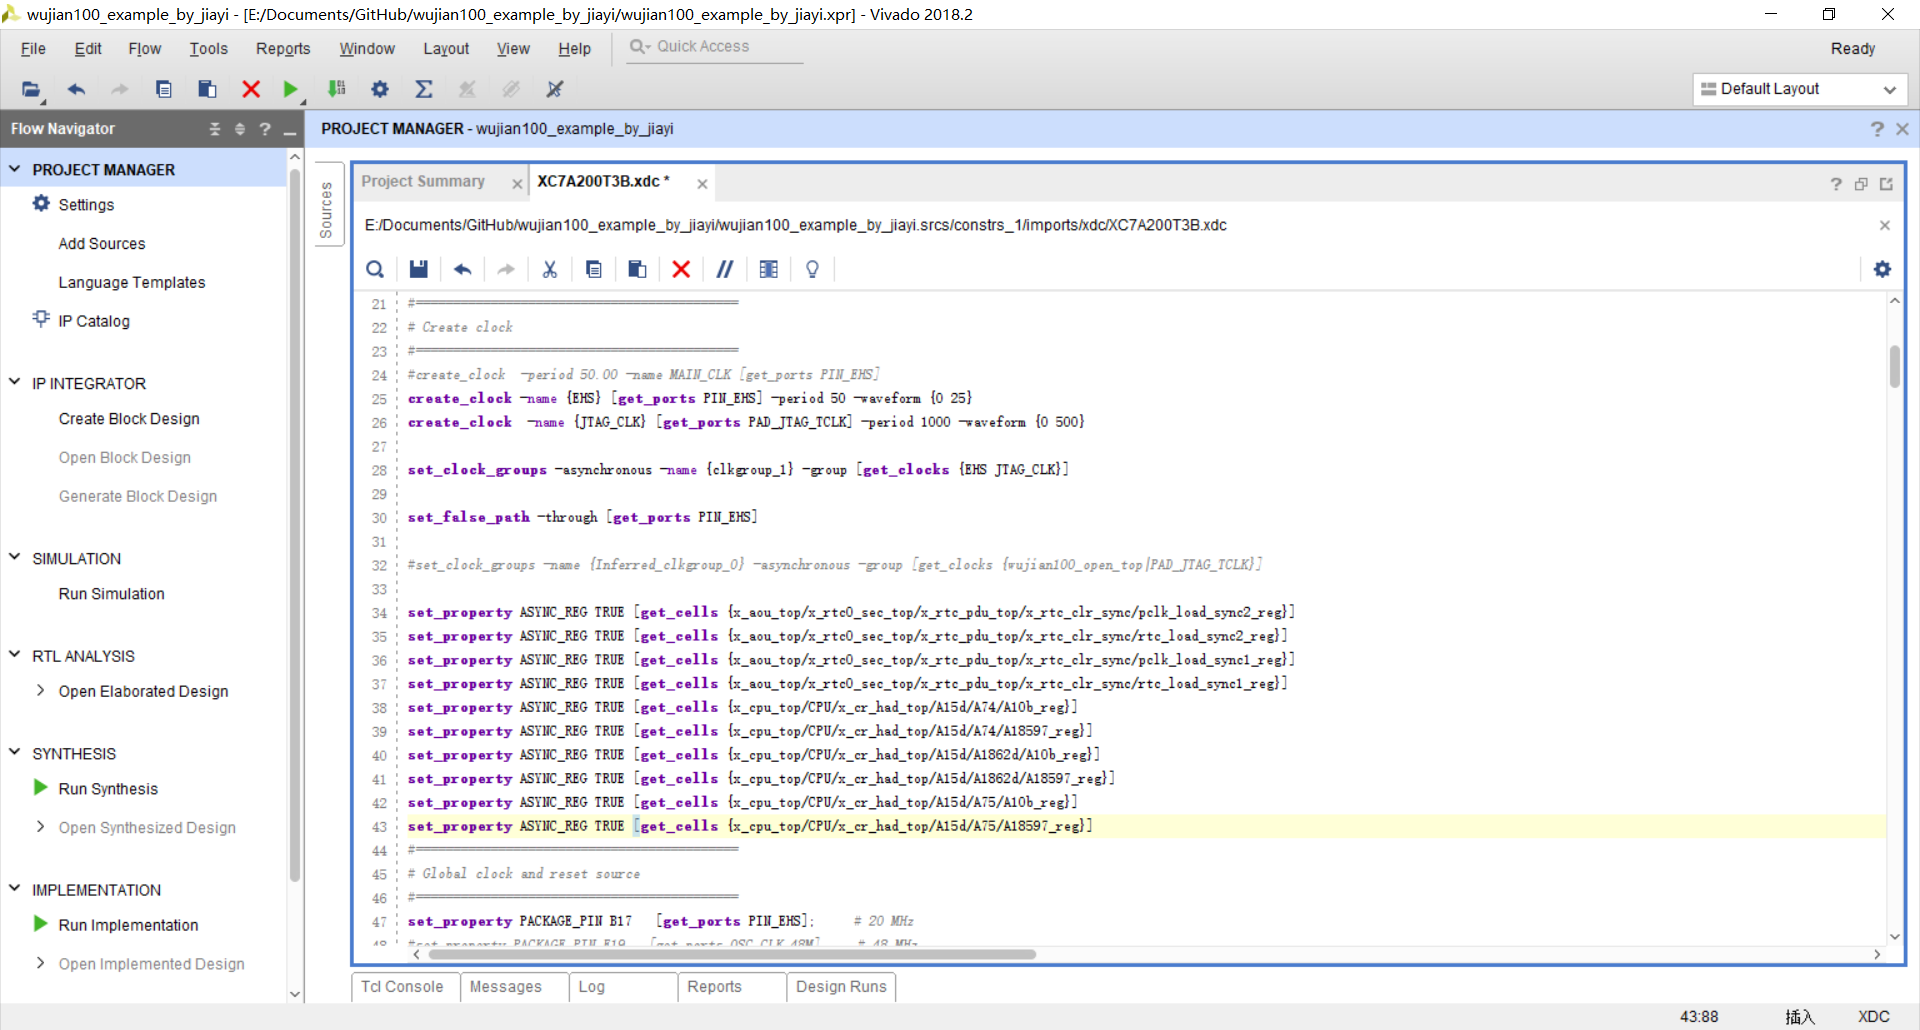 wujian100_example_by_jiayi - [E:/Documents/GitHub/wujian100_example_by_jiayi/wujian100_example_by_jiayi.xpr] - Vivado 2018.2
File Edit Flow Tools Reports Window Layout View Help Quick Access Ready
Default Layout
Flow Navigator
PROJECT MANAGER - wujian100_example_by_jiayi
PROJECT MANAGER
Settings
Add Sources
Language Templates
IP Catalog
IP INTEGRATOR
Create Block Design
Open Block Design
Generate Block Design
SIMULATION
Run Simulation
RTL ANALYSIS
Open Elaborated Design
SYNTHESIS
Run Synthesis
Open Synthesized Design
IMPLEMENTATION
Run Implementation
Open Implemented Design
Sources
Project Summary
XC7A200T3B.xdc *
E:/Documents/GitHub/wujian100_example_by_jiayi/wujian100_example_by_jiayi.srcs/constrs_1/imports/xdc/XC7A200T3B.xdc
21 #===========================================
22 # Create clock
23 #===========================================
24 #create_clock  -period 50.00 -name MAIN_CLK [get_ports PIN_EHS]
25 create_clock -name {EHS} [get_ports PIN_EHS] -period 50 -waveform {0 25}
26 create_clock  -name {JTAG_CLK} [get_ports PAD_JTAG_TCLK] -period 1000 -waveform {0 500}
27
28 set_clock_groups -asynchronous -name {clkgroup_1} -group [get_clocks {EHS JTAG_CLK}]
29
30 set_false_path -through [get_ports PIN_EHS]
31
32 #set_clock_groups -name {Inferred_clkgroup_0} -asynchronous -group [get_clocks {wujian100_open_top|PAD_JTAG_TCLK}]
33
34 set_property ASYNC_REG TRUE [get_cells {x_aou_top/x_rtc0_sec_top/x_rtc_pdu_top/x_rtc_clr_sync/pclk_load_sync2_reg}]
35 set_property ASYNC_REG TRUE [get_cells {x_aou_top/x_rtc0_sec_top/x_rtc_pdu_top/x_rtc_clr_sync/rtc_load_sync2_reg}]
36 set_property ASYNC_REG TRUE [get_cells {x_aou_top/x_rtc0_sec_top/x_rtc_pdu_top/x_rtc_clr_sync/pclk_load_sync1_reg}]
37 set_property ASYNC_REG TRUE [get_cells {x_aou_top/x_rtc0_sec_top/x_rtc_pdu_top/x_rtc_clr_sync/rtc_load_sync1_reg}]
38 set_property ASYNC_REG TRUE [get_cells {x_cpu_top/CPU/x_cr_had_top/A15d/A74/A10b_reg}]
39 set_property ASYNC_REG TRUE [get_cells {x_cpu_top/CPU/x_cr_had_top/A15d/A74/A18597_reg}]
40 set_property ASYNC_REG TRUE [get_cells {x_cpu_top/CPU/x_cr_had_top/A15d/A1862d/A10b_reg}]
41 set_property ASYNC_REG TRUE [get_cells {x_cpu_top/CPU/x_cr_had_top/A15d/A1862d/A18597_reg}]
42 set_property ASYNC_REG TRUE [get_cells {x_cpu_top/CPU/x_cr_had_top/A15d/A75/A10b_reg}]
43 set_property ASYNC_REG TRUE [get_cells {x_cpu_top/CPU/x_cr_had_top/A15d/A75/A18597_reg}]
44 #===========================================
45 # Global clock and reset source
46 #===========================================
47 set_property PACKAGE_PIN B17   [get_ports PIN_EHS];     # 20 MHz
48 #set_property PACKAGE_PIN E19   [get_ports OSC_CLK_48M]     # 48 MHz
Tcl Console
Messages
Log
Reports
Design Runs
43:88
插入
XDC